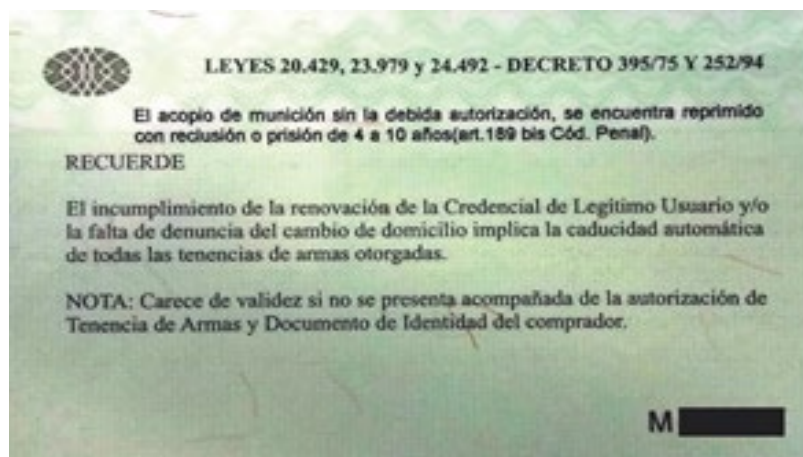 LEYES 20.429, 23.979 y 24.492 - DECRETO 395/75 Y 252/94
El acopio de munición sin la debida autorización, se encuentra reprimido
con reclusión o prisión de 4 a 10 años(art.189 bis Cód. Penal).
RECUERDE
El incumplimiento de la renovación de la Credencial de Legítimo Usuario y/o
la falta de denuncia del cambio de domicilio implica la caducidad automática
de todas las tenencias de armas otorgadas.
NOTA: Carece de validez si no se presenta acompañada de la autorización de
Tenencia de Armas y Documento de Identidad del comprador.
M